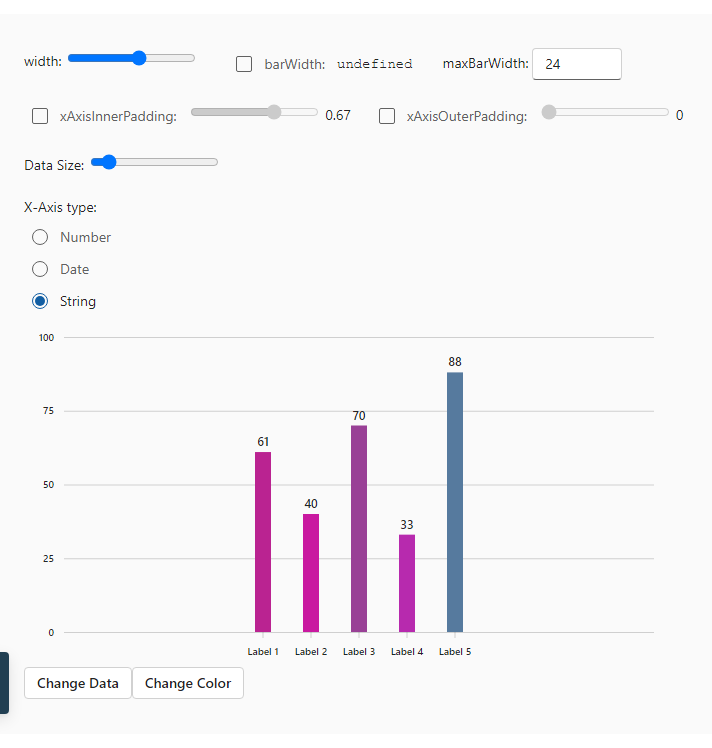 width: barWidth: undefined maxBarWidth: 24
xAxisInnerPadding: 0.67 xAxisOuterPadding: 0
Data Size:
X-Axis type:
Number
Date
String
100
88
75
70
61
50
40
33
25
0
Label 1 Label 2 Label 3 Label 4 Label 5
Change Data Change Color